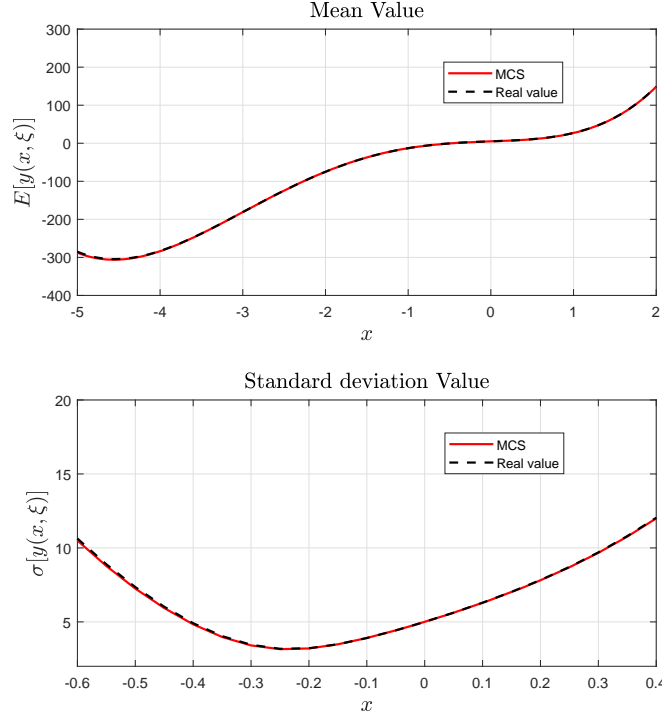 Mean Value
300
200
100
0
-100
-200
-300
-400
E[y(x, ξ)]
MCS
Real value
-5 -4 -3 -2 -1 0 1 2
x
Standard deviation Value
20
15
10
5
σ[y(x, ξ)]
MCS
Real value
-0.6 -0.5 -0.4 -0.3 -0.2 -0.1 0 0.1 0.2 0.3 0.4
x